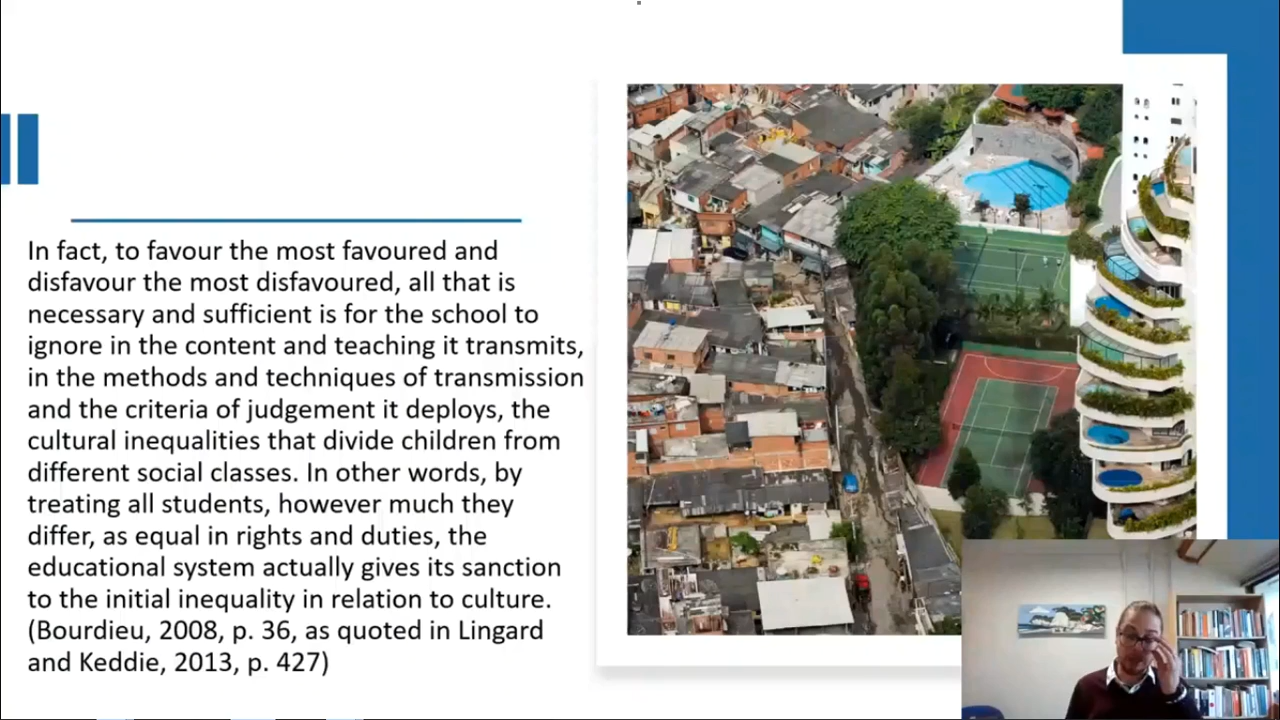 In fact, to favour the most favoured and
disfavour the most disfavoured, all that is
necessary and sufficient is for the school to
ignore in the content and teaching it transmits,
in the methods and techniques of transmission
and the criteria of judgement it deploys, the
cultural inequalities that divide children from
different social classes. In other words, by
treating all students, however much they
differ, as equal in rights and duties, the
educational system actually gives its sanction
to the initial inequality in relation to culture.
(Bourdieu, 2008, p. 36, as quoted in Lingard
and Keddie, 2013, p. 427)